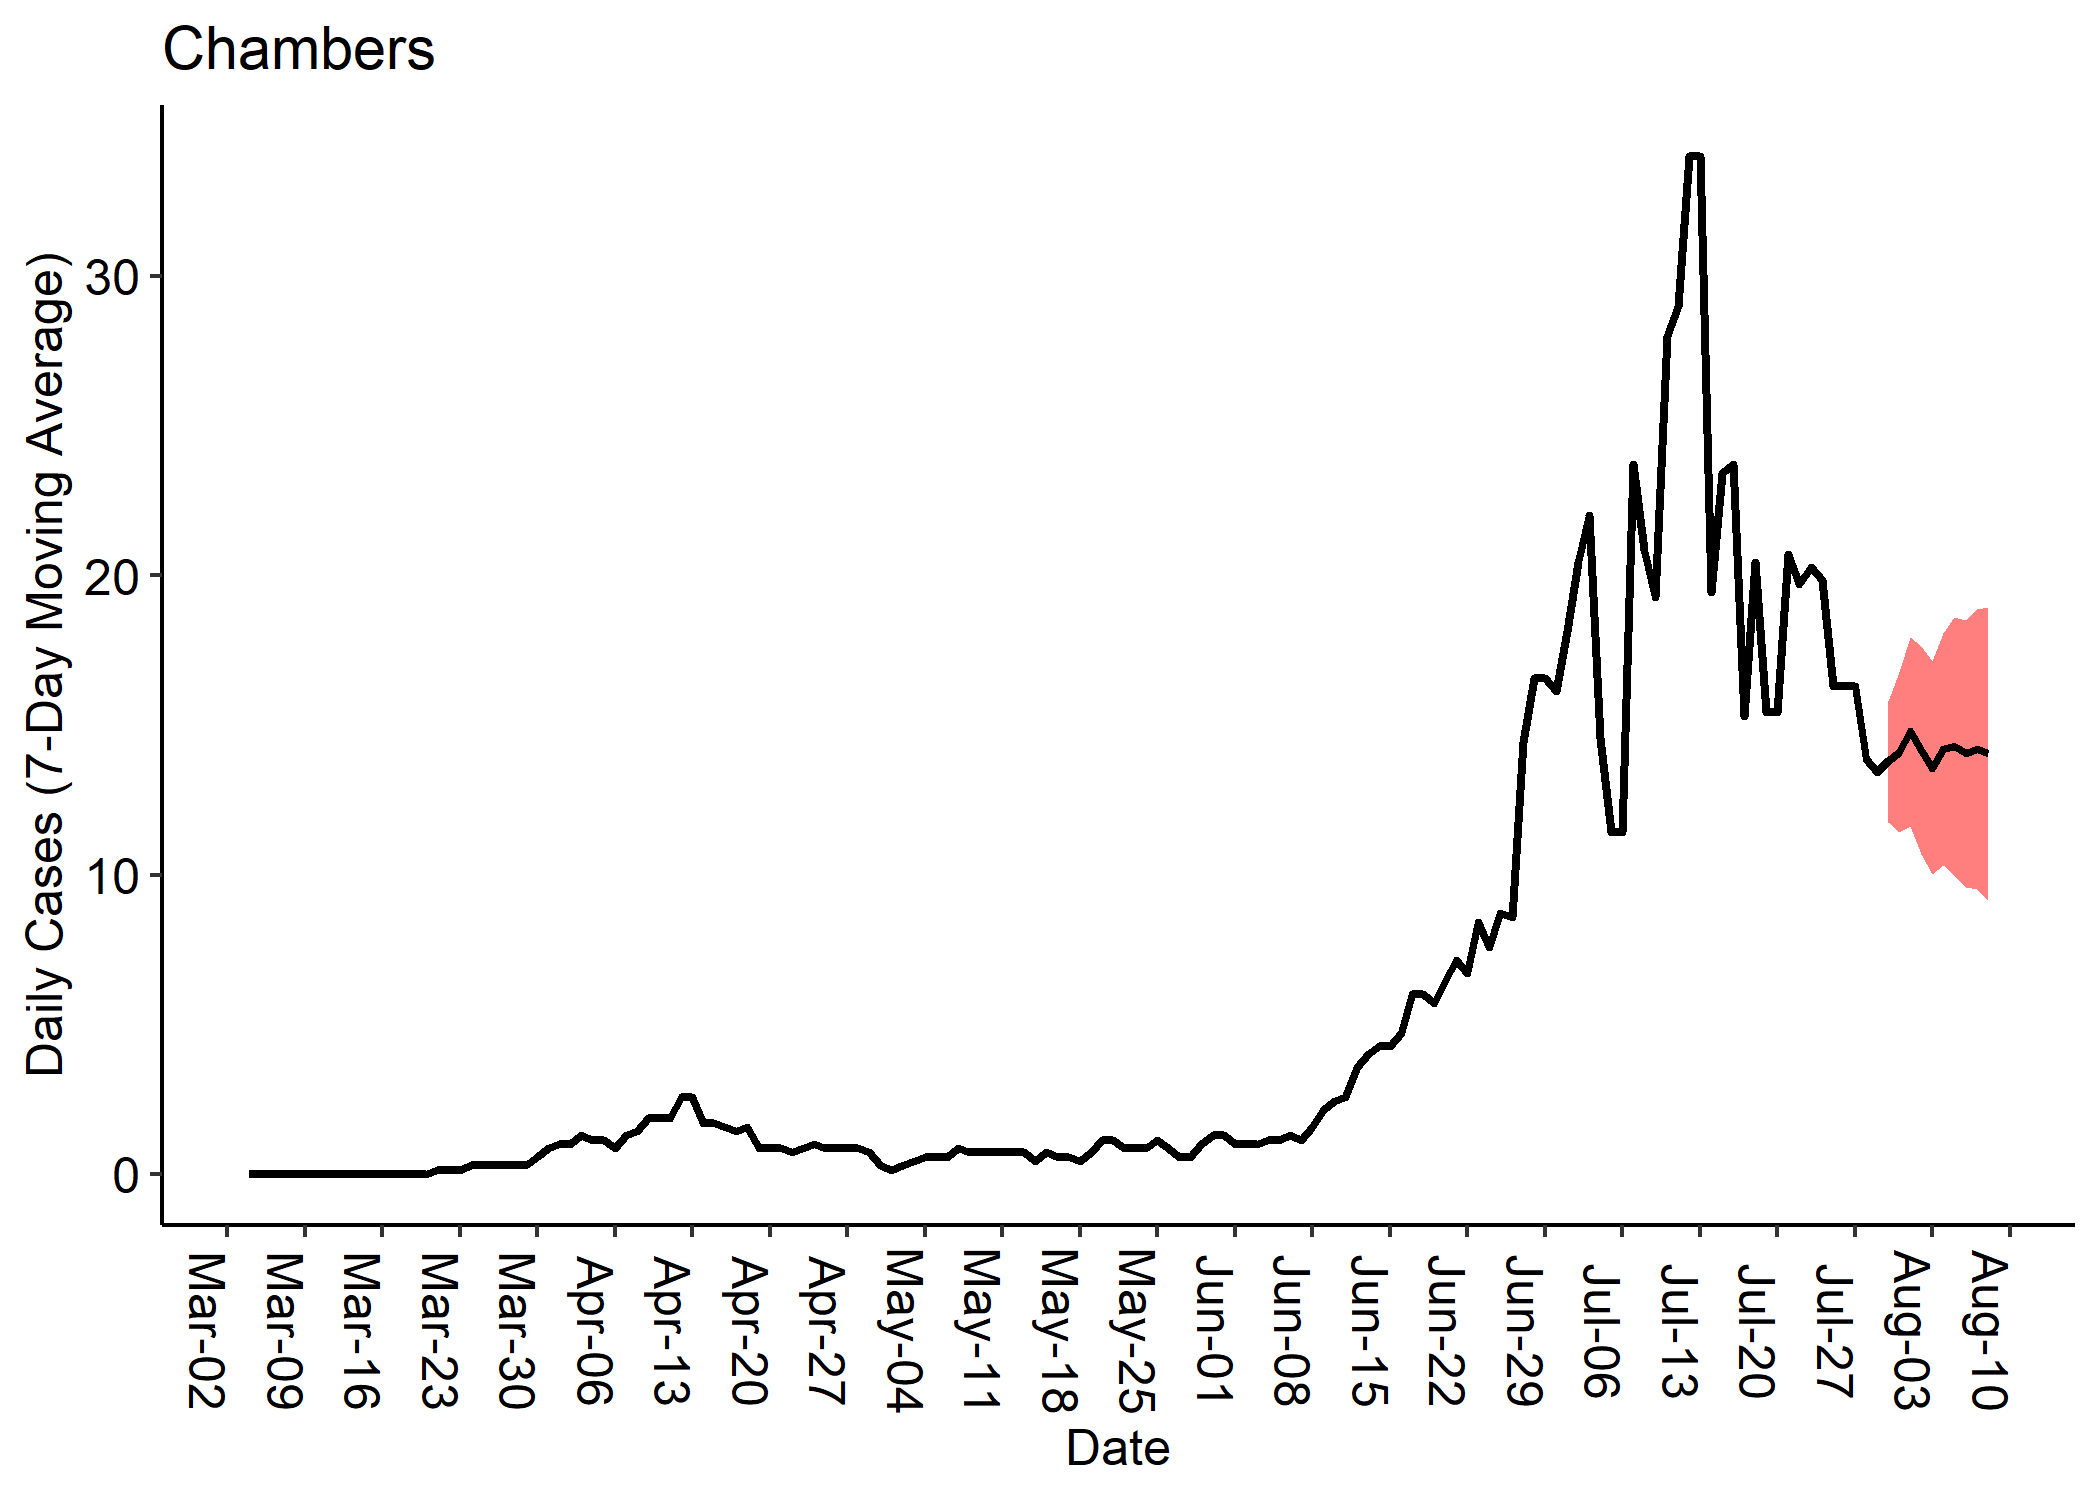 Chambers
Daily Cases (7-Day Moving Average)
30
20
10
0
Mar-02
Mar-09
Mar-16
Mar-23
Mar-30
Apr-06
Apr-13
Apr-20
Apr-27
May-04
May-11
May-18
May-25
Jun-01
Jun-08
Jun-15
Jun-22
Jun-29
Jul-06
Jul-13
Jul-20
Jul-27
Aug-03
Aug-10
Date